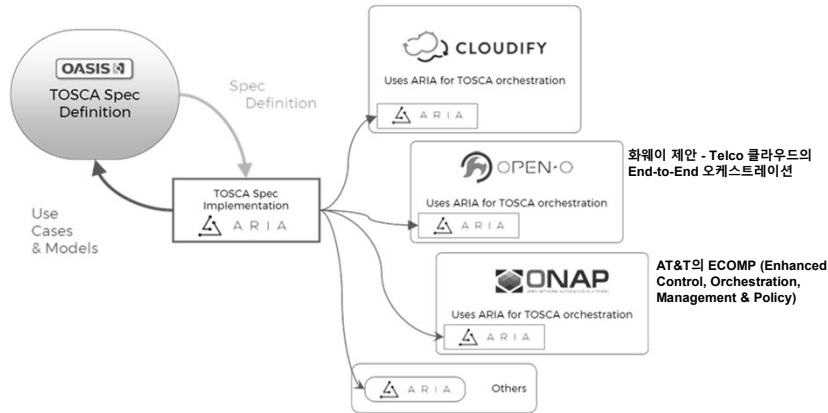 OASIS
TOSCA Spec
Definition
Spec
Definition
Use
Cases
& Models
TOSCA Spec
Implementation
ARIA
CLOUDIFY
Uses ARIA for TOSCA orchestration
ARIA
OPEN-O
Uses ARIA for TOSCA orchestration
ARIA
화웨이 제안 - Telco 클라우드의
End-to-End 오케스트레이션
ONAP
Uses ARIA for TOSCA orchestration
ARIA
AT&T의 ECOMP (Enhanced
Control, Orchestration,
Management & Policy)
ARIA
Others